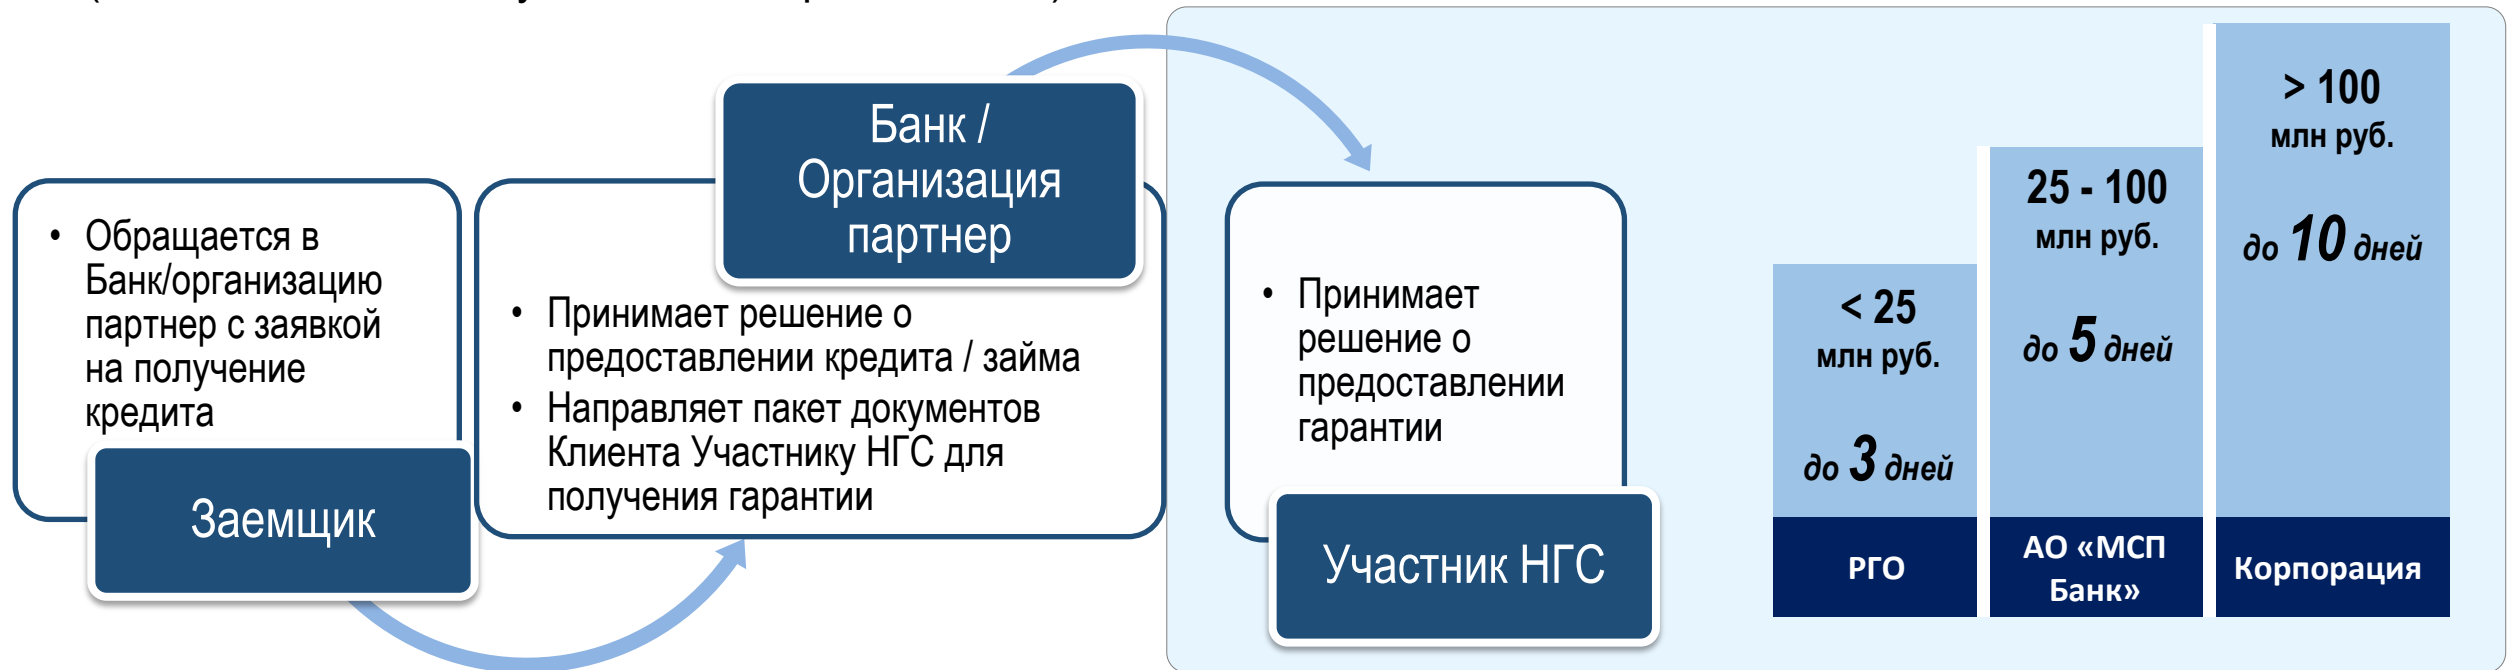 • Обращается в
Банк/организацию
партнер с заявкой
на получение
кредита
Заемщик
Банк /
Организация
партнер
• Принимает решение о
предоставлении кредита / займа
• Направляет пакет документов
Клиента Участнику НГС для
получения гарантии
• Принимает
решение о
предоставлении
гарантии
Участник НГС
< 25
млн руб.
до 3 дней
РГО
25 - 100
млн руб.
до 5 дней
АО «МСП
Банк»
> 100
млн руб.
до 10 дней
Корпорация